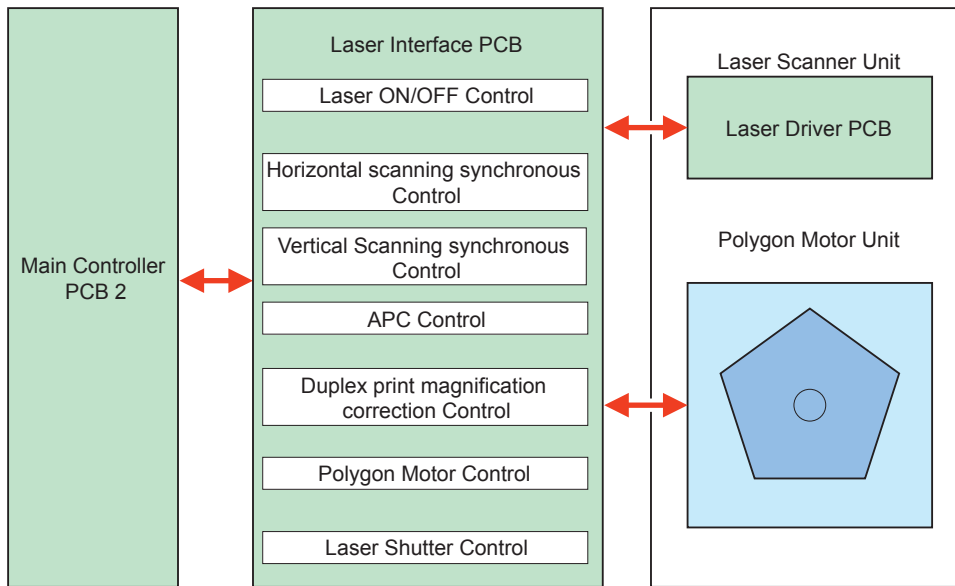 Main Controller
PCB 2
Laser Interface PCB
Laser ON/OFF Control
Horizontal scanning synchronous
Control
Vertical Scanning synchronous
Control
APC Control
Duplex print magnification
correction Control
Polygon Motor Control
Laser Shutter Control
Laser Scanner Unit
Laser Driver PCB
Polygon Motor Unit